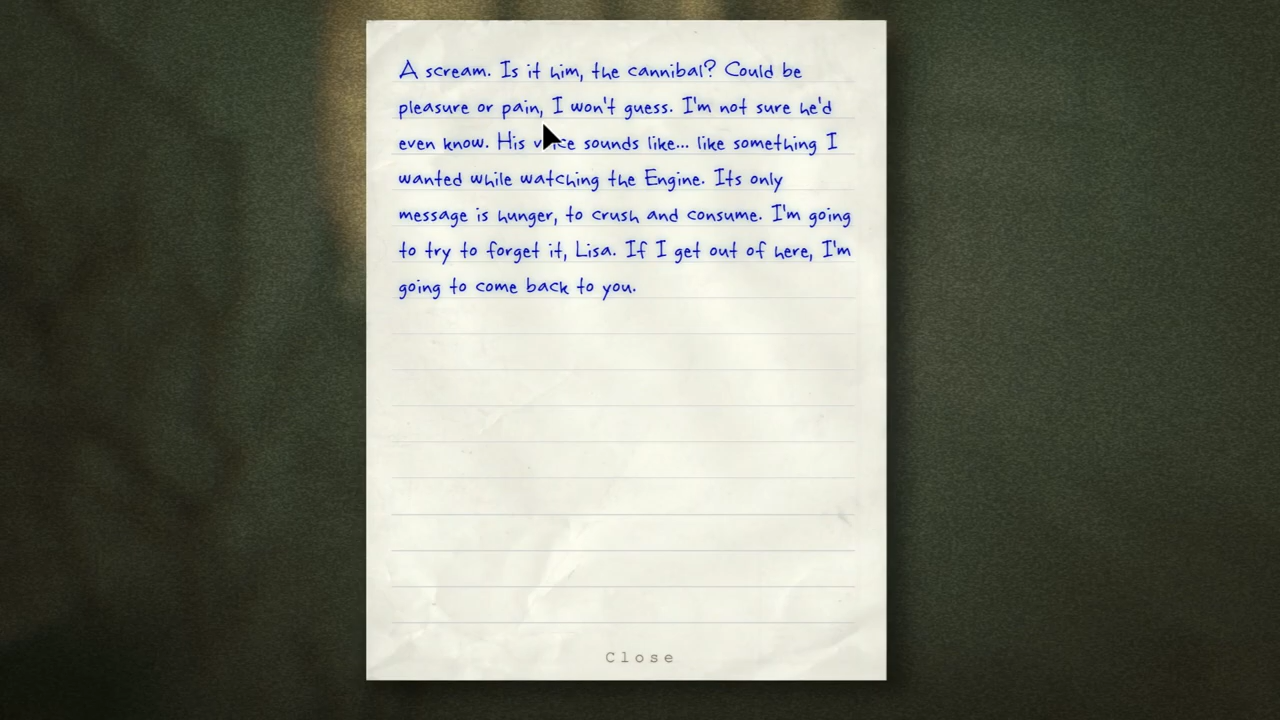 A scream. Is it him, the cannibal? Could be
pleasure or pain, I won't guess. I'm not sure he'd
even know. His voice sounds like... like something I
wanted while watching the Engine. Its only
message is hunger, to crush and consume. I'm going
to try to forget it, Lisa. If I get out of here, I'm
going to come back to you.
Close